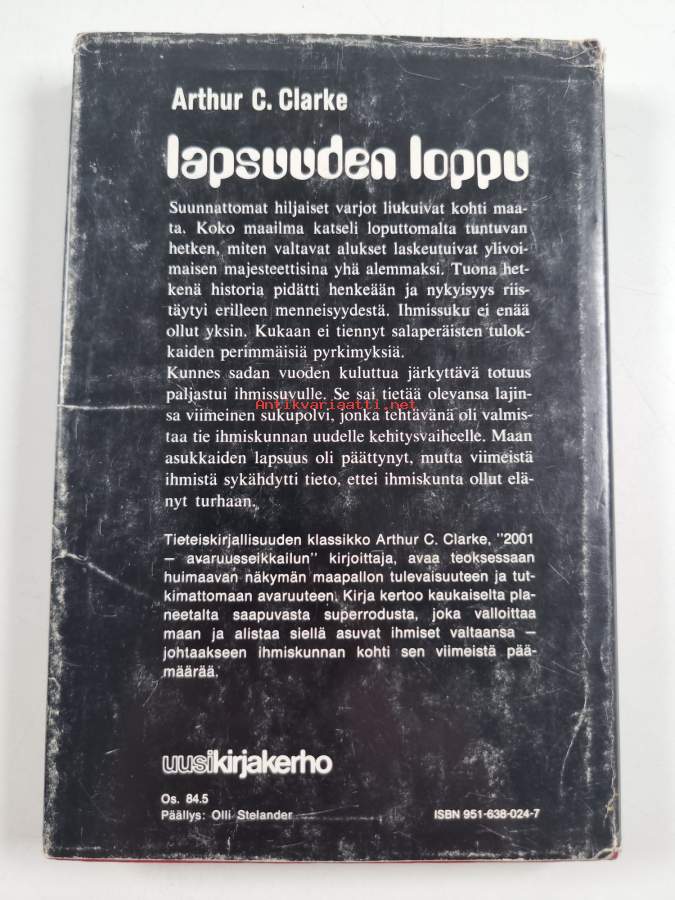 Arthur C. Clarke
lapsuuden loppu
Suunnattomat hiljaiset varjot liukuivat kohti maa-
ta. Koko maailma katseli loputtomalta tuntuvan
hetken, miten valtavat alukset laskeutuivat ylivoi-
maisen majesteettisina yhä alemmaksi. Tuona het-
kenä historia pidätti henkeään ja nykyisyys riis-
täytyi erilleen menneisyydestä. Ihmissuku ei enää
ollut yksin. Kukaan ei tiennyt salaperäisten tulok-
kaiden perimmäisiä pyrkimyksiä.
Kunnes sadan vuoden kuluttua järkyttävä totuus
paljastui ihmissuvulle. Se sai tietää olevansa lajin-
sa viimeinen sukupolvi, jonka tehtävänä oli valmis-
Antikvariaatti.net
taa tie ihmiskunnan uudelle kehitysvaiheelle. Maan
asukkaiden lapsuus oli päättynyt, mutta viimeistä
ihmistä sykähdytti tieto, ettei ihmiskunta ollut elä-
nyt turhaan.
Tieteiskirjallisuuden klassikko Arthur C. Clarke, "2001
– avaruusseikkailun" kirjoittaja, avaa teoksessaan
huimaavan näkymän maapallon tulevaisuuteen ja tut-
kimattomaan avaruuteen. Kirja kertoo kaukaiselta pla-
neetalta saapuvasta superrodusta, joka valloittaa
maan ja alistaa siellä asuvat ihmiset valtaansa –
johtaakseen ihmiskunnan kohti sen viimeistä pää-
määrää.
uusikirjakerho
Os. 84.5
Päällys: Olli Stelander
ISBN 951-638-024-7